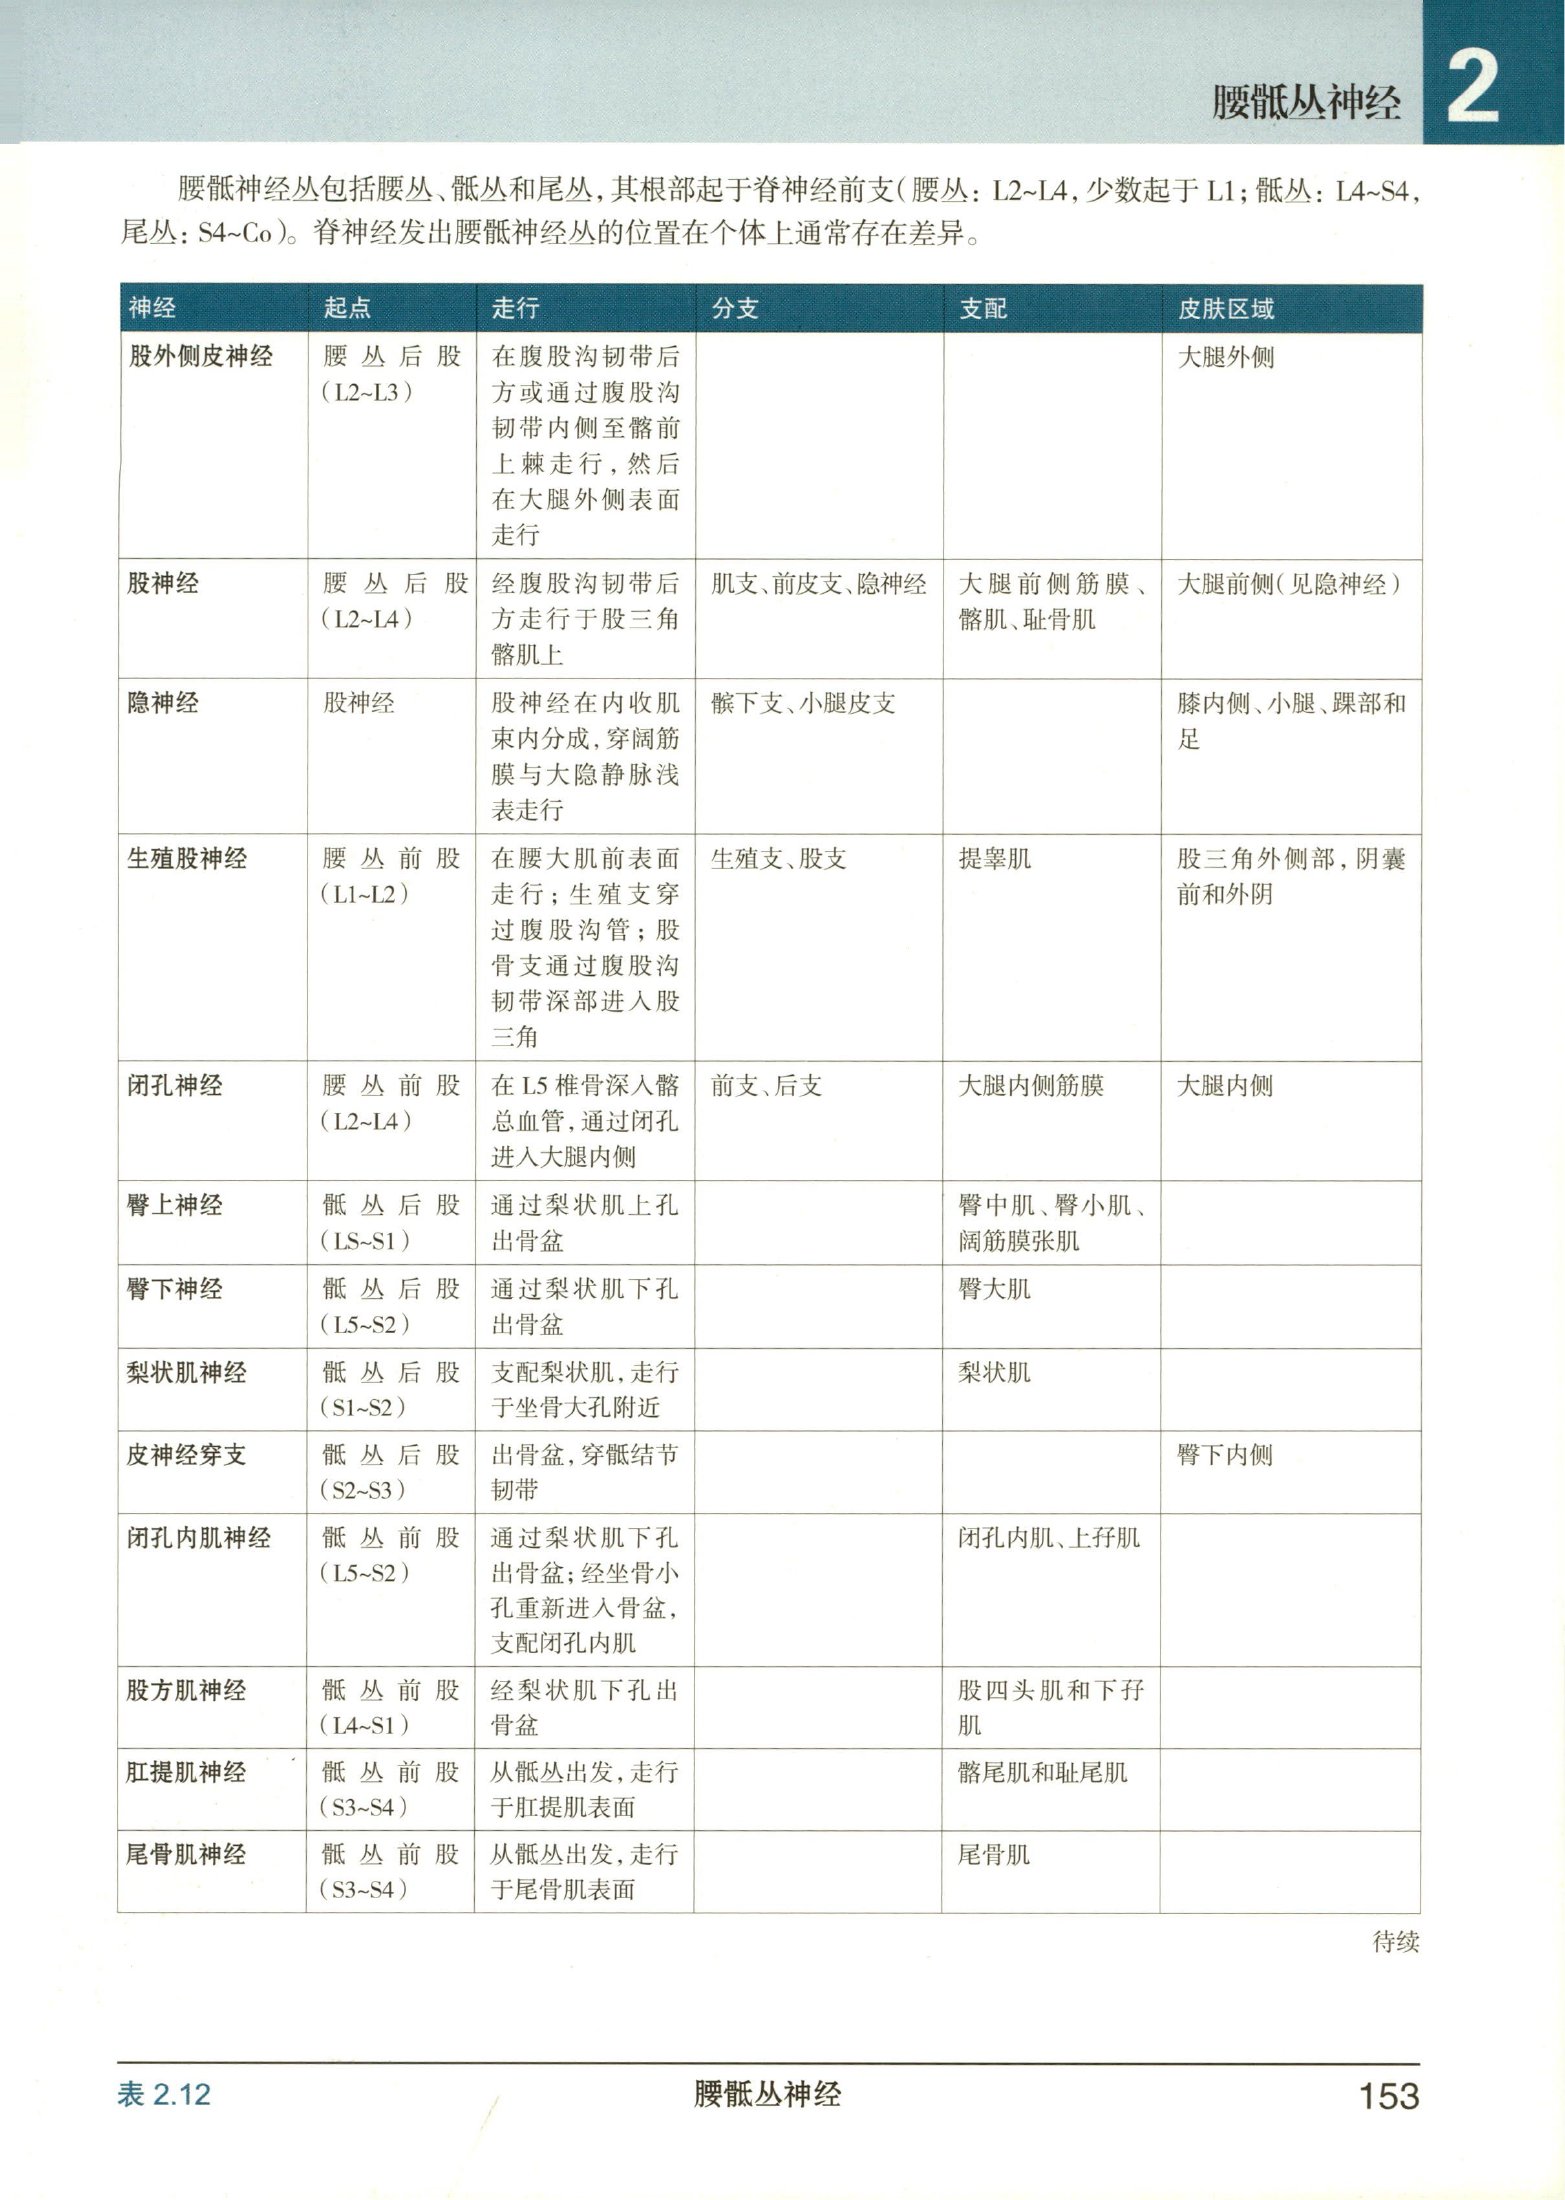 腰骶丛神经
2
腰骶神经丛包括腰丛、骶丛和尾丛，其根部起于脊神经前支（腰丛：L2~L4，少数起于 L1；骶丛：L4~S4，
尾丛：S4~Co）。脊神经发出腰骶神经丛的位置在个体上通常存在差异。
神经 起点 走行 分支 支配 皮肤区域
股外侧皮神经 腰丛后股 在腹股沟韧带后 大腿外侧
（L2~L3） 方或通过腹股沟
韧带内侧至髂前
上棘走行，然后
在大腿外侧表面
走行
股神经 腰丛后股 经腹股沟韧带后 肌支、前皮支、隐神经 大腿前侧筋膜、 大腿前侧（见隐神经）
（L2~L4） 方走行于股三角 髂肌、耻骨肌
髂肌上
隐神经 股神经 股神经在内收肌 髌下支、小腿皮支 膝内侧、小腿、踝部和
束内分成，穿阔筋 足
膜与大隐静脉浅
表走行
生殖股神经 腰丛前股 在腰大肌前表面 生殖支、股支 提睾肌 股三角外侧部，阴囊
（L1~L2） 走行；生殖支穿 前和外阴
过腹股沟管；股
骨支通过腹股沟
韧带深部进入股
三角
闭孔神经 腰丛前股 在 L5 椎骨深入髂 前支、后支 大腿内侧筋膜 大腿内侧
（L2~L4） 总血管，通过闭孔
进入大腿内侧
臀上神经 骶丛后股 通过梨状肌上孔 臀中肌、臀小肌、
（LS~S1） 出骨盆 阔筋膜张肌
臀下神经 骶丛后股 通过梨状肌下孔 臀大肌
（L5~S2） 出骨盆
梨状肌神经 骶丛后股 支配梨状肌，走行 梨状肌
（S1~S2） 于坐骨大孔附近
皮神经穿支 骶丛后股 出骨盆，穿骶结节 臀下内侧
（S2~S3） 韧带
闭孔内肌神经 骶丛前股 通过梨状肌下孔 闭孔内肌、上孖肌
（L5~S2） 出骨盆；经坐骨小
孔重新进入骨盆，
支配闭孔内肌
股方肌神经 骶丛前股 经梨状肌下孔出 股四头肌和下孖
（L4~S1） 骨盆 肌
肛提肌神经 骶丛前股 从骶丛出发，走行 髂尾肌和耻尾肌
（S3~S4） 于肛提肌表面
尾骨肌神经 骶丛前股 从骶丛出发，走行 尾骨肌
（S3~S4） 于尾骨肌表面
待续
表 2.12 腰骶丛神经 153